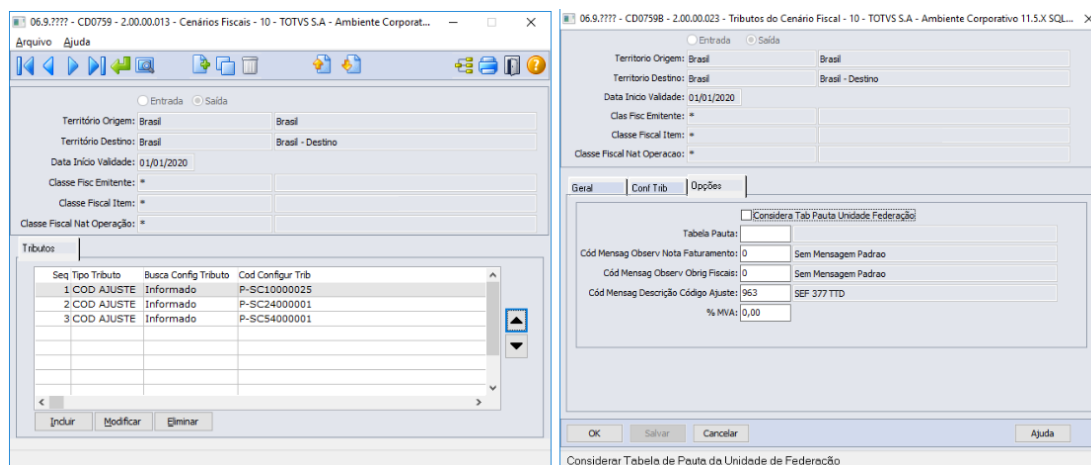 06.9.???? - CD0759 - 2.00.00.013 - Cenários Fiscais - 10 - TOTVS S.A - Ambiente Corporat...
Arquivo Ajuda
Entrada Saída
Território Origem: Brasil Brasil
Território Destino: Brasil Brasil - Destino
Data Início Validade: 01/01/2020
Classe Fisc Emitente: *
Classe Fiscal Item: *
Classe Fiscal Nat Operação: *
Tributos
Seq Tipo Tributo Busca Config Tributo Cod Configur Trib
1 COD AJUSTE Informado P-SC10000025
2 COD AJUSTE Informado P-SC24000001
3 COD AJUSTE Informado P-SC54000001
Incluir Modificar Eliminar
06.9.???? - CD0759B - 2.00.00.023 - Tributos do Cenário Fiscal - 10 - TOTVS S.A - Ambiente Corporativo 11.5.X SQL...
Entrada Saída
Territorio Origem: Brasil Brasil
Territorio Destino: Brasil Brasil - Destino
Data Inicio Validade: 01/01/2020
Clas Fisc Emitente: *
Classe Fiscal Item: *
Classe Fiscal Nat Operacao: *
Geral Conf Trib Opções
Considera Tab Pauta Unidade Federação
Tabela Pauta:
Cód Mensag Observ Nota Faturamento: 0 Sem Mensagem Padrao
Cód Mensag Observ Obrig Fiscais: 0 Sem Mensagem Padrao
Cód Mensag Descrição Código Ajuste: 963 SEF 377 TTD
% MVA: 0,00
OK Salvar Cancelar Ajuda
Considerar Tabela de Pauta da Unidade de Federação